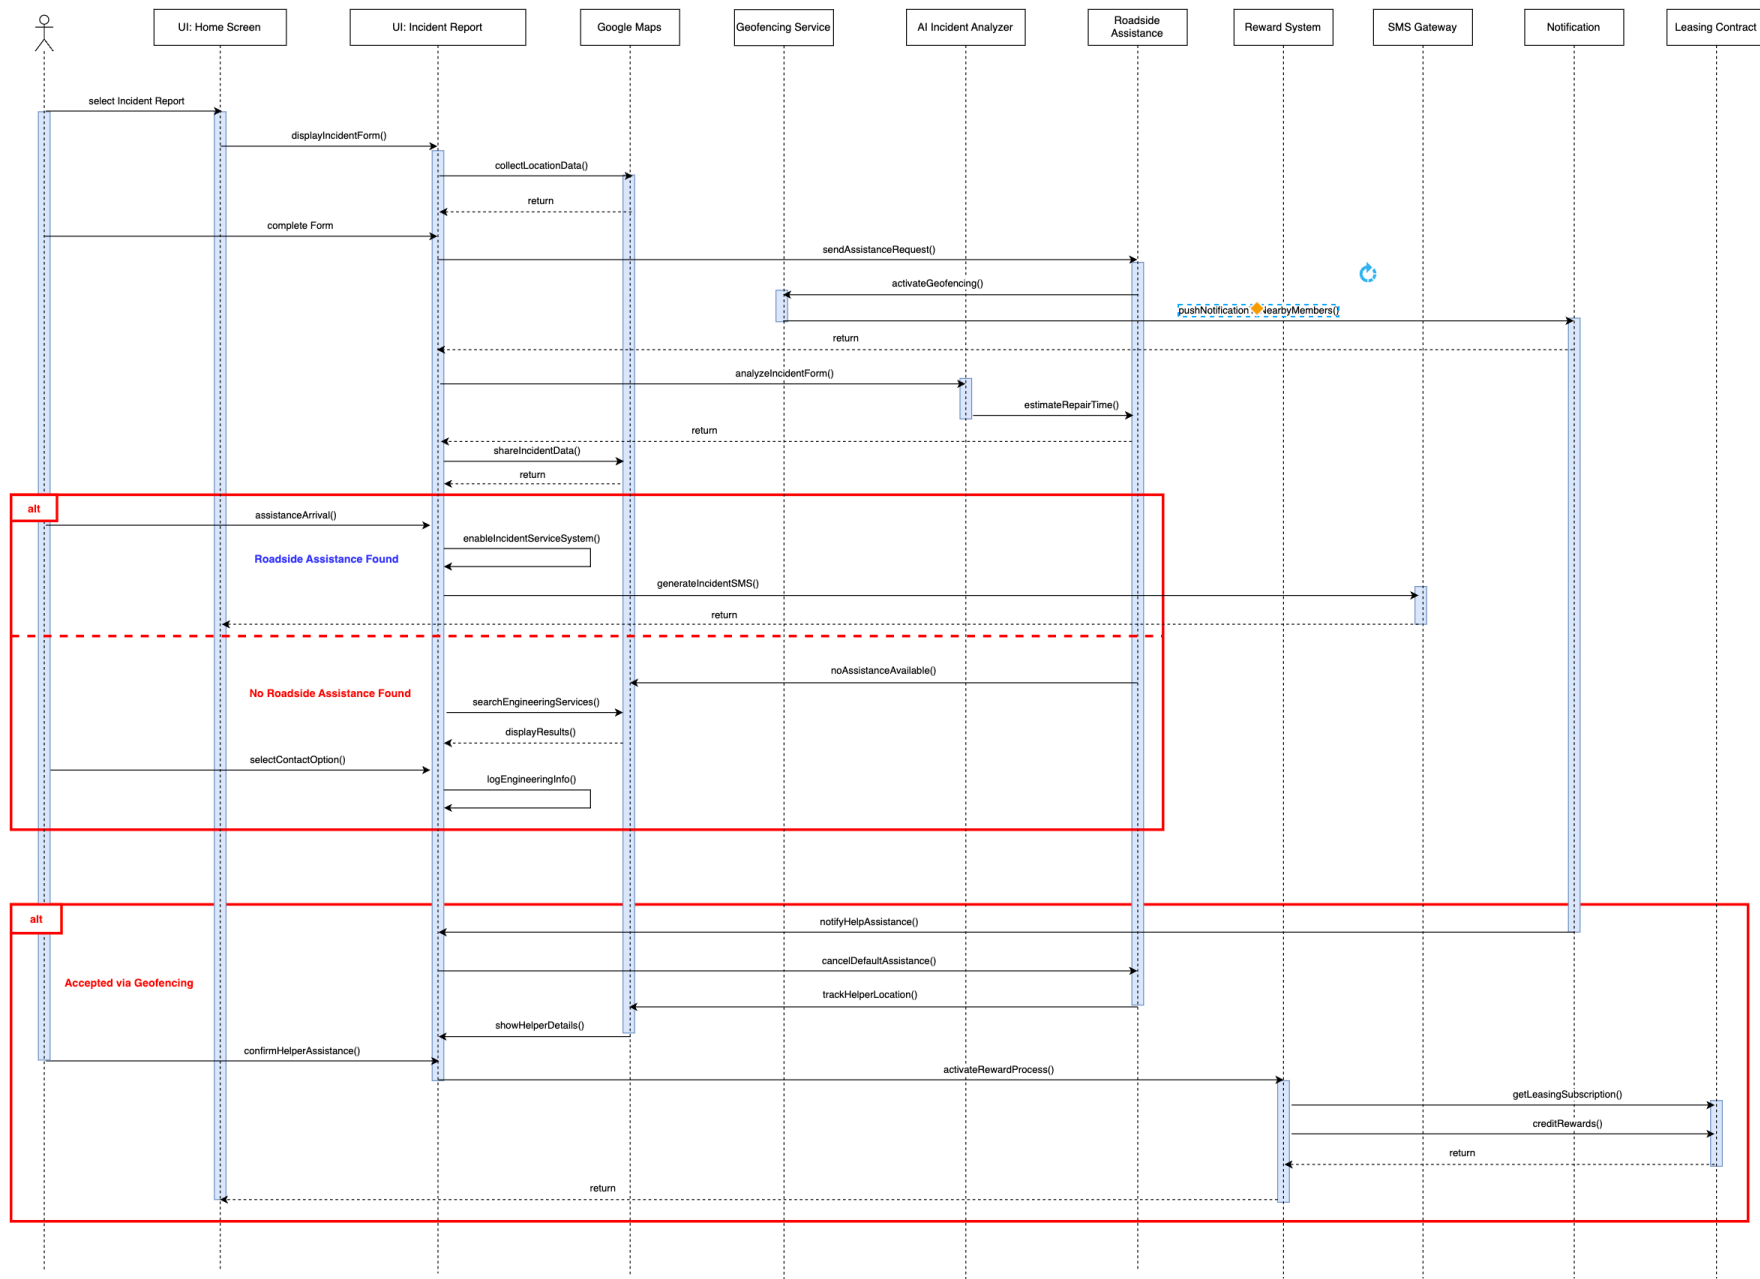 UI: Home Screen
UI: Incident Report
Google Maps
Geofencing Service
AI Incident Analyzer
Roadside
Assistance
Reward System
SMS Gateway
Notification
Leasing Contract
select Incident Report
displayIncidentForm()
collectLocationData()
return
complete Form
sendAssistanceRequest()
activateGeofencing()
pushNotification NearbyMembers()
return
analyzeIncidentForm()
estimateRepairTime()
return
shareIncidentData()
return
alt
assistanceArrival()
enableIncidentServiceSystem()
Roadside Assistance Found
generateIncidentSMS()
return
noAssistanceAvailable()
No Roadside Assistance Found
searchEngineeringServices()
displayResults()
selectContactOption()
logEngineeringInfo()
alt
notifyHelpAssistance()
cancelDefaultAssistance()
Accepted via Geofencing
trackHelperLocation()
showHelperDetails()
confirmHelperAssistance()
activateRewardProcess()
getLeasingSubscription()
creditRewards()
return
return